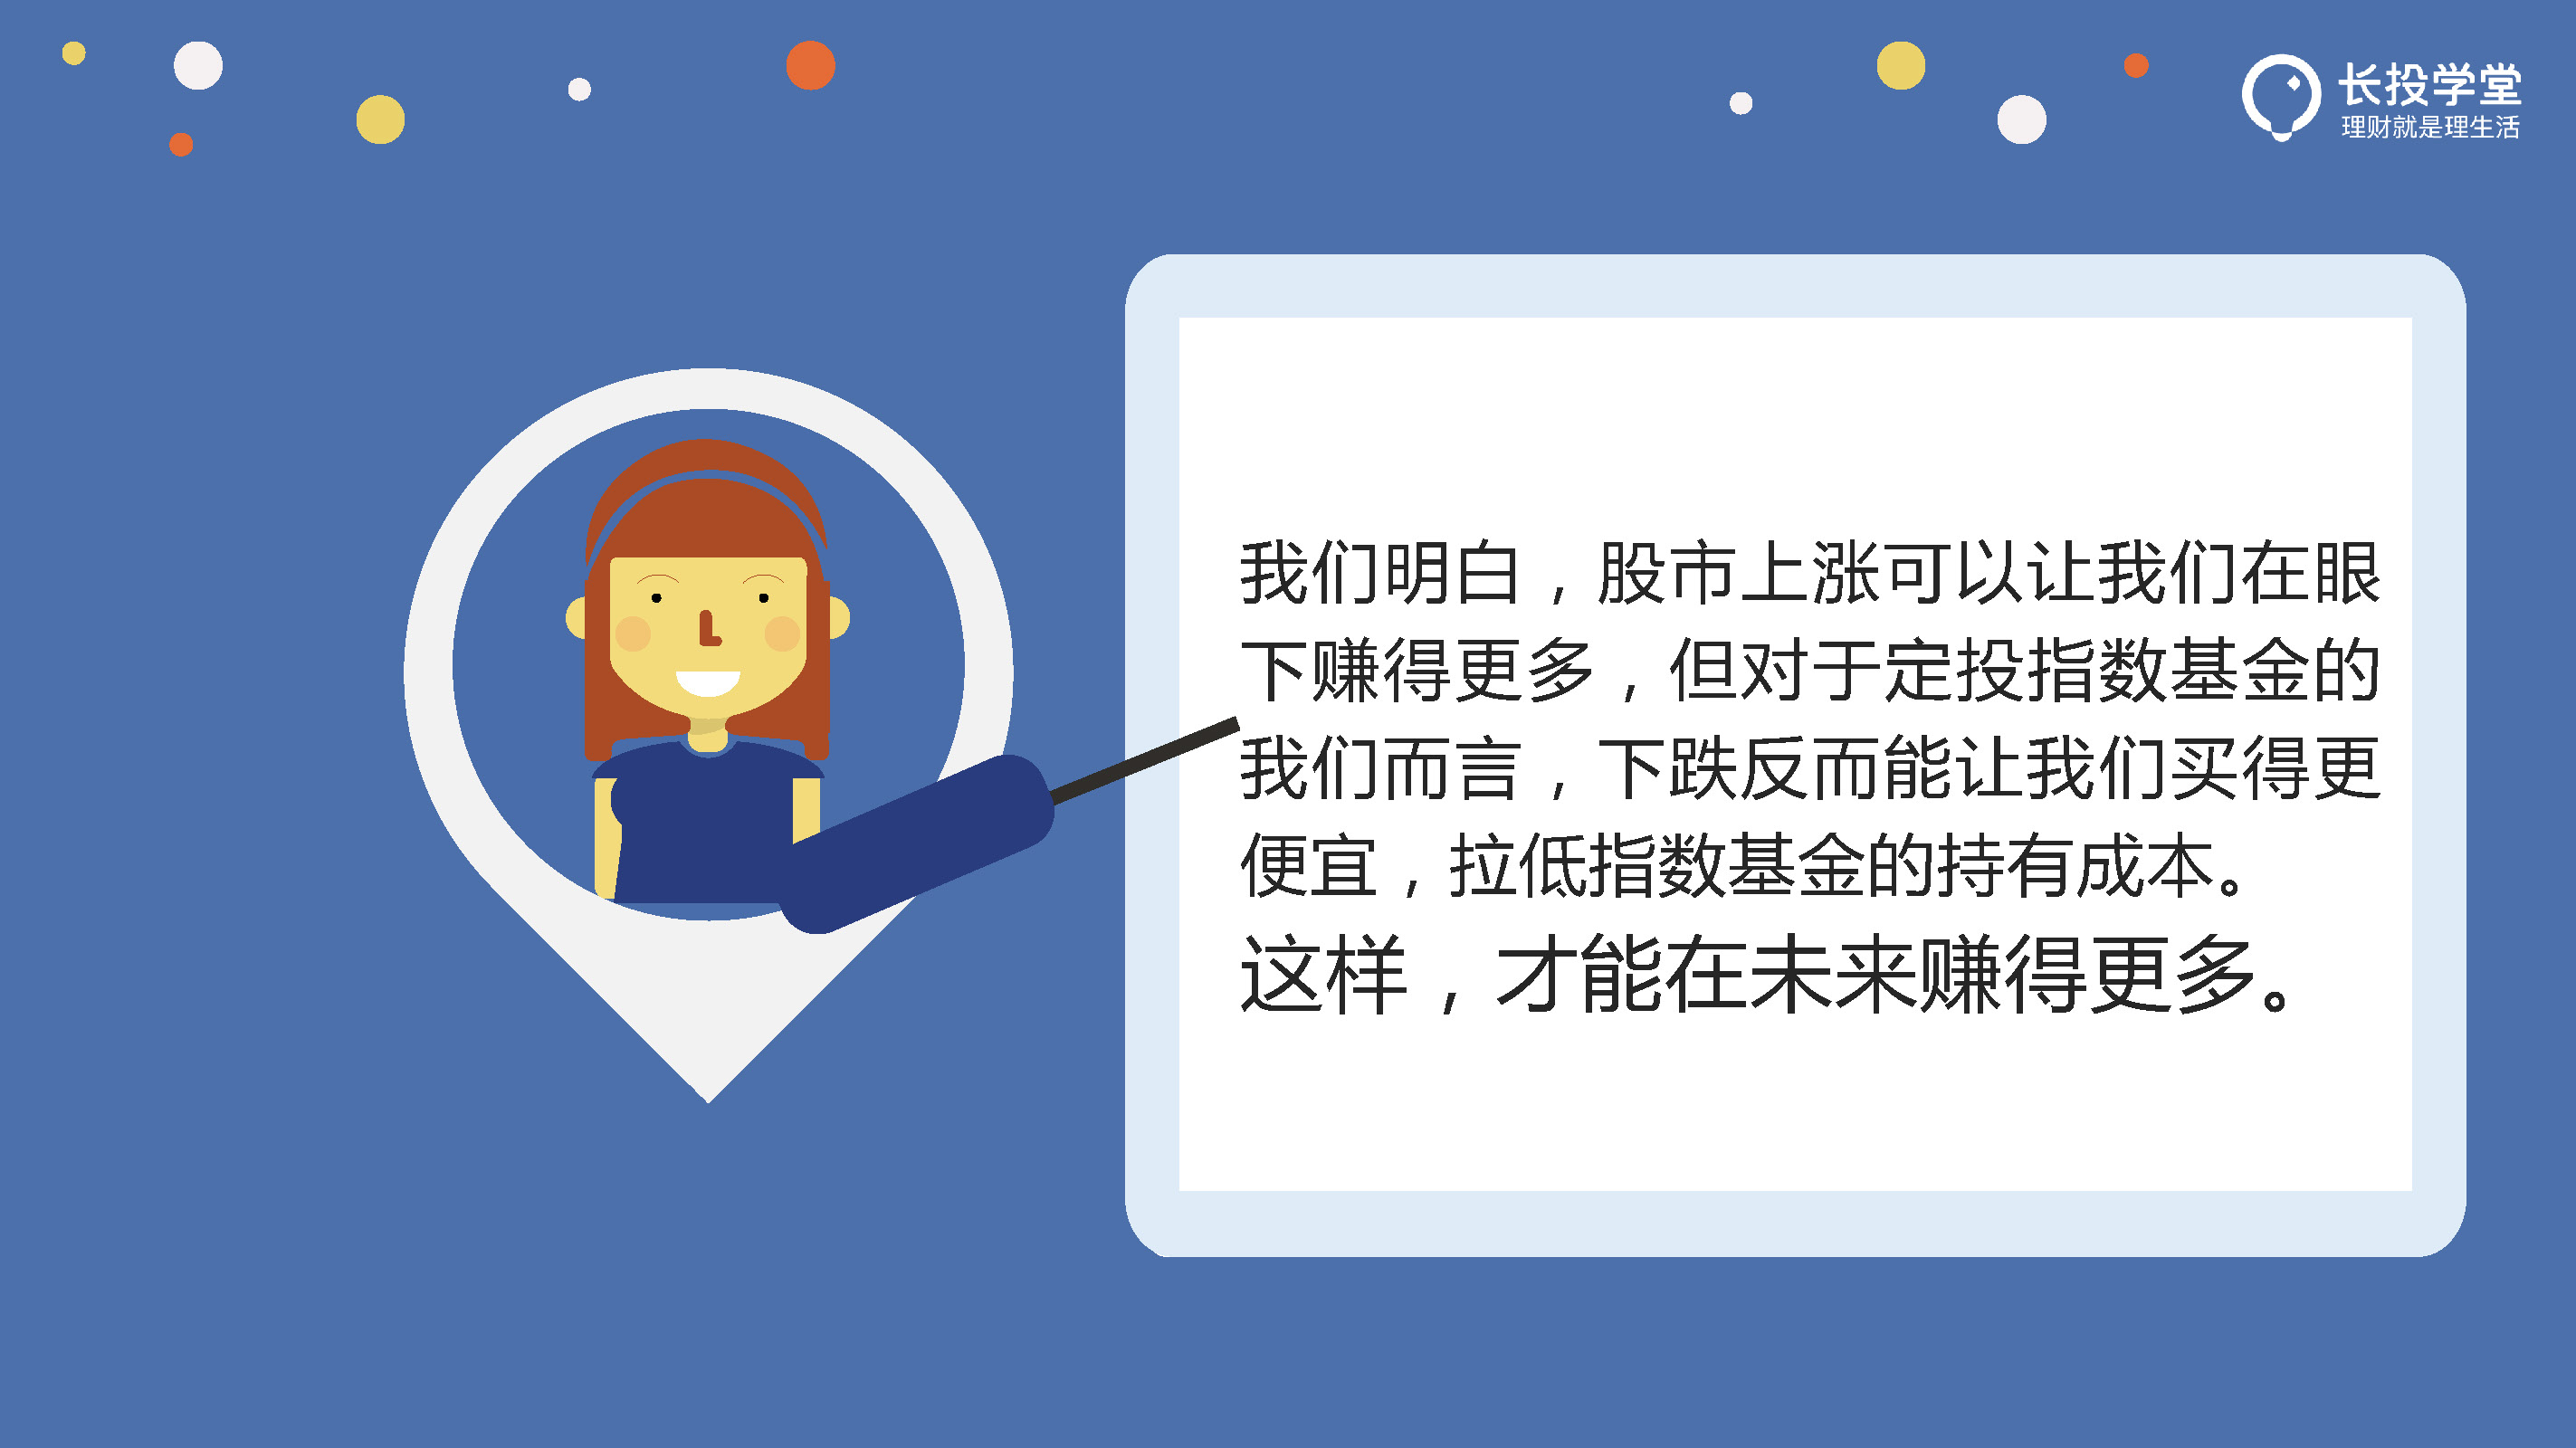 长投学堂
理财就是理生活
我们明白，股市上涨可以让我们在眼
下赚得更多，但对于定投指数基金的
我们而言，下跌反而能让我们买得更
便宜，拉低指数基金的持有成本。
这样，才能在未来赚得更多。